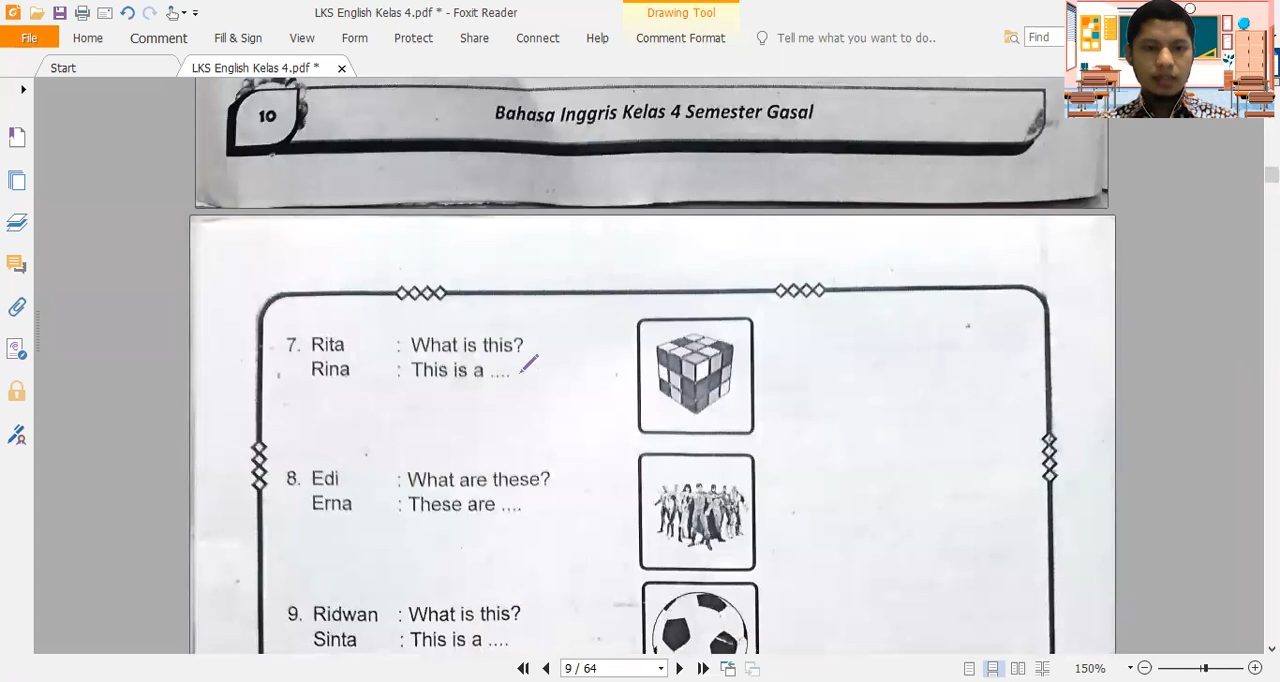 LKS English Kelas 4.pdf * - Foxit Reader
Drawing Tool
File Home Comment Fill & Sign View Form Protect Share Connect Help Comment Format Tell me what you want to do.. Find
Start LKS English Kelas 4.pdf *
10 Bahasa Inggris Kelas 4 Semester Gasal
7. Rita : What is this?
Rina : This is a ....
8. Edi : What are these?
Erna : These are ....
9. Ridwan : What is this?
Sinta : This is a ....
9 / 64 150%